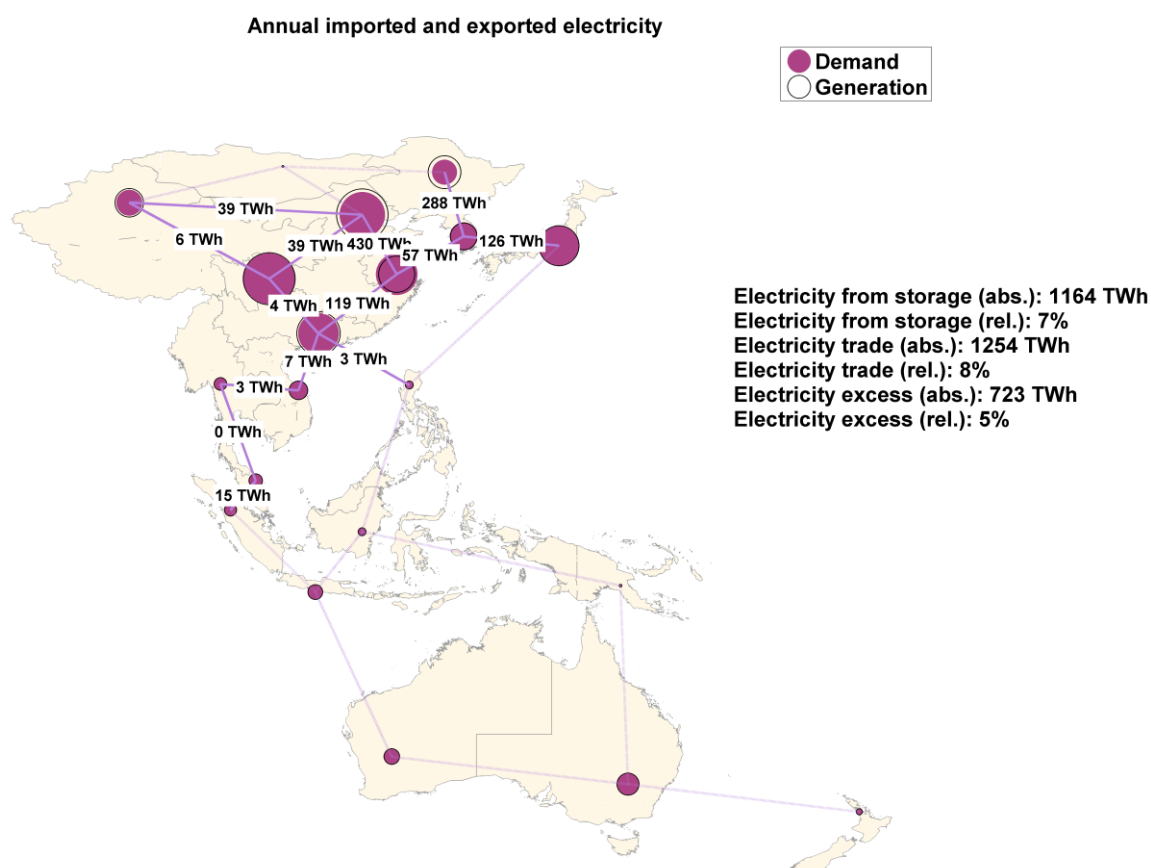 Annual imported and exported electricity
Demand
Generation
288 TWh
39 TWh
6 TWh
39 TWh
430 TWh
57 TWh
126 TWh
4 TWh
119 TWh
7 TWh
3 TWh
3 TWh
0 TWh
15 TWh
Electricity from storage (abs.): 1164 TWh
Electricity from storage (rel.): 7%
Electricity trade (abs.): 1254 TWh
Electricity trade (rel.): 8%
Electricity excess (abs.): 723 TWh
Electricity excess (rel.): 5%